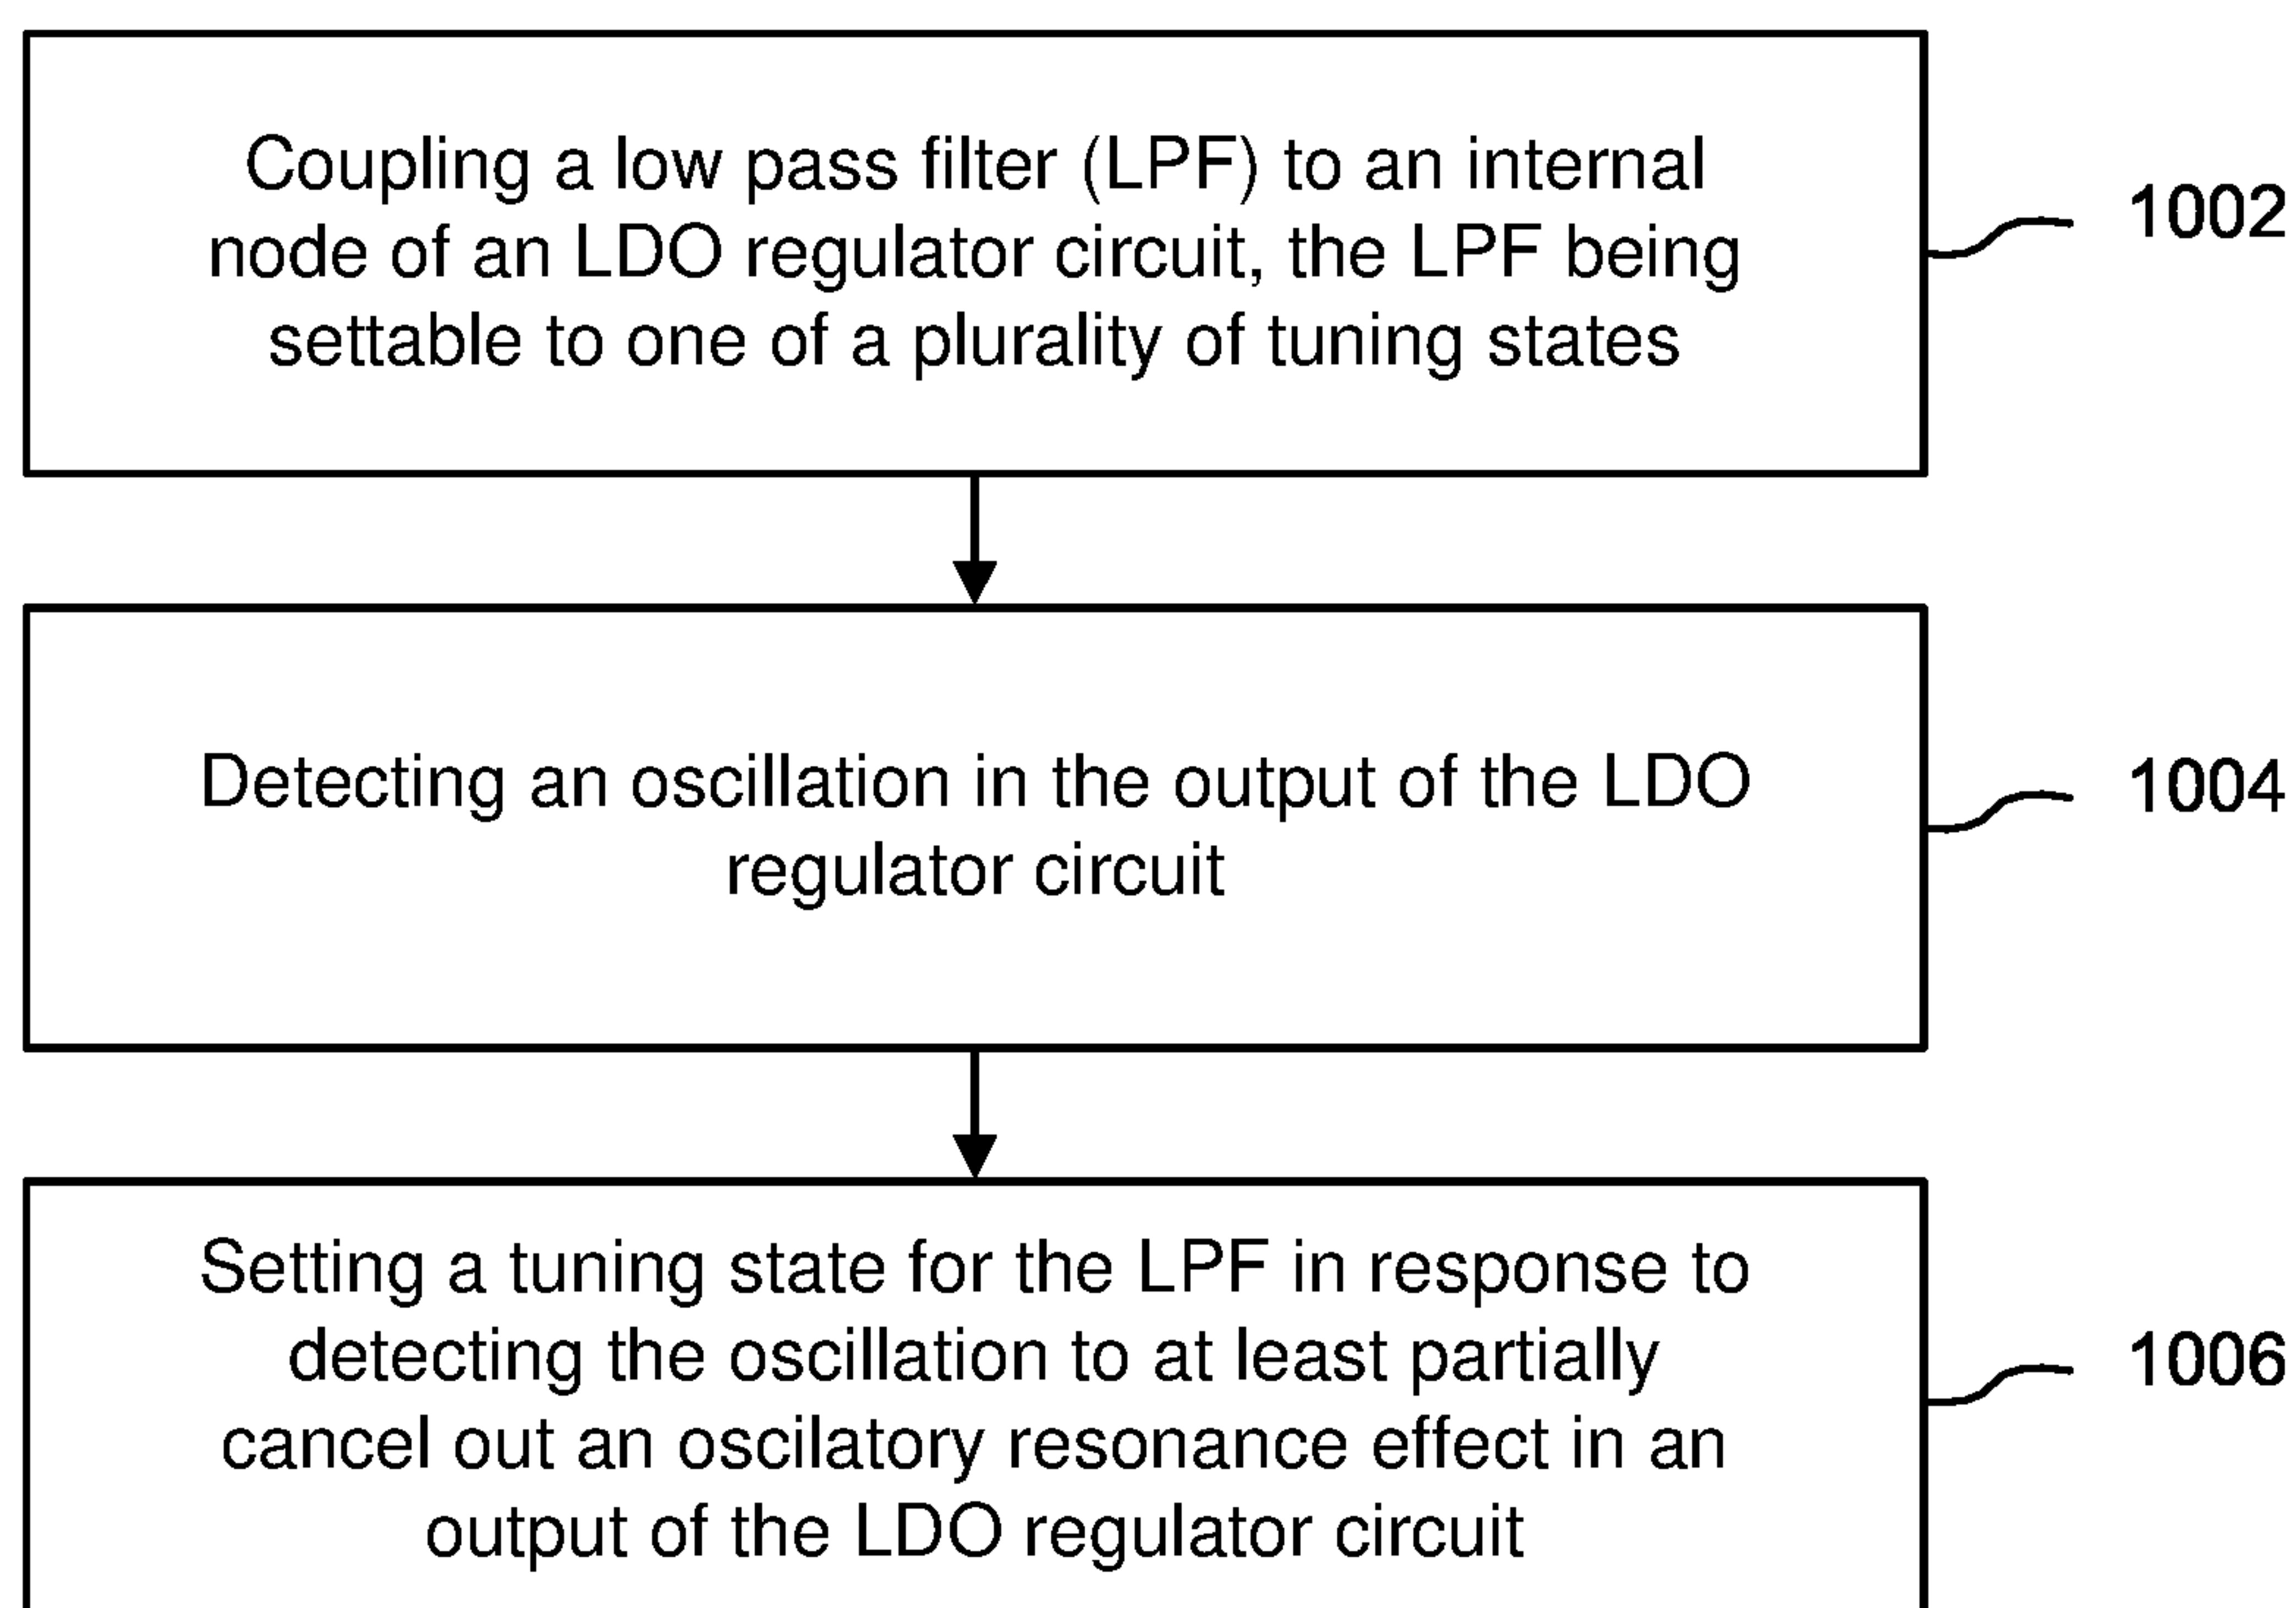 Coupling a low pass filter (LPF) to an internal
node of an LDO regulator circuit, the LPF being
settable to one of a plurality of tuning states
1002
Detecting an oscillation in the output of the LDO
regulator circuit
1004
Setting a tuning state for the LPF in response to
detecting the oscillation to at least partially
cancel out an oscilatory resonance effect in an
output of the LDO regulator circuit
1006